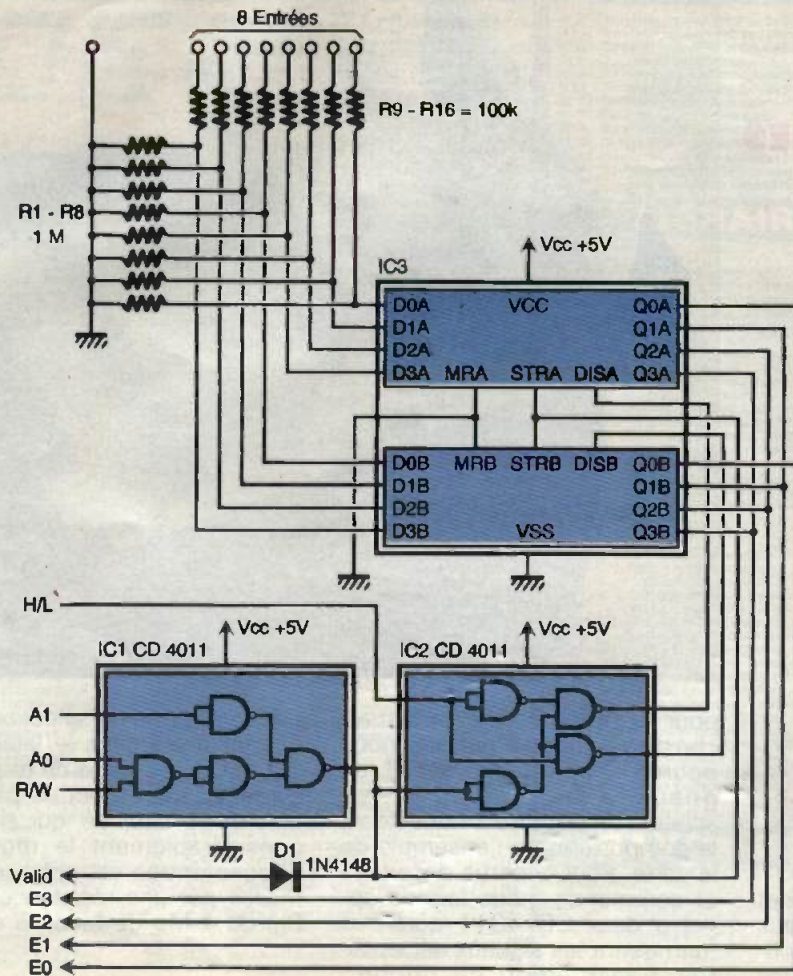 8 Entrées
R9 - R16 = 100k
R1 - R8
1 M
Vcc +5V
IC3
D0A VCC Q0A
D1A Q1A
D2A Q2A
D3A MRA STRA DISA Q3A
D0B MRB STRB DISB Q0B
D1B Q1B
D2B Q2B
D3B VSS Q3B
H/L
Vcc +5V
Vcc +5V
IC1 CD 4011
IC2 CD 4011
A1
A0
R/W
D1
1N4148
Valid
E3
E2
E1
E0